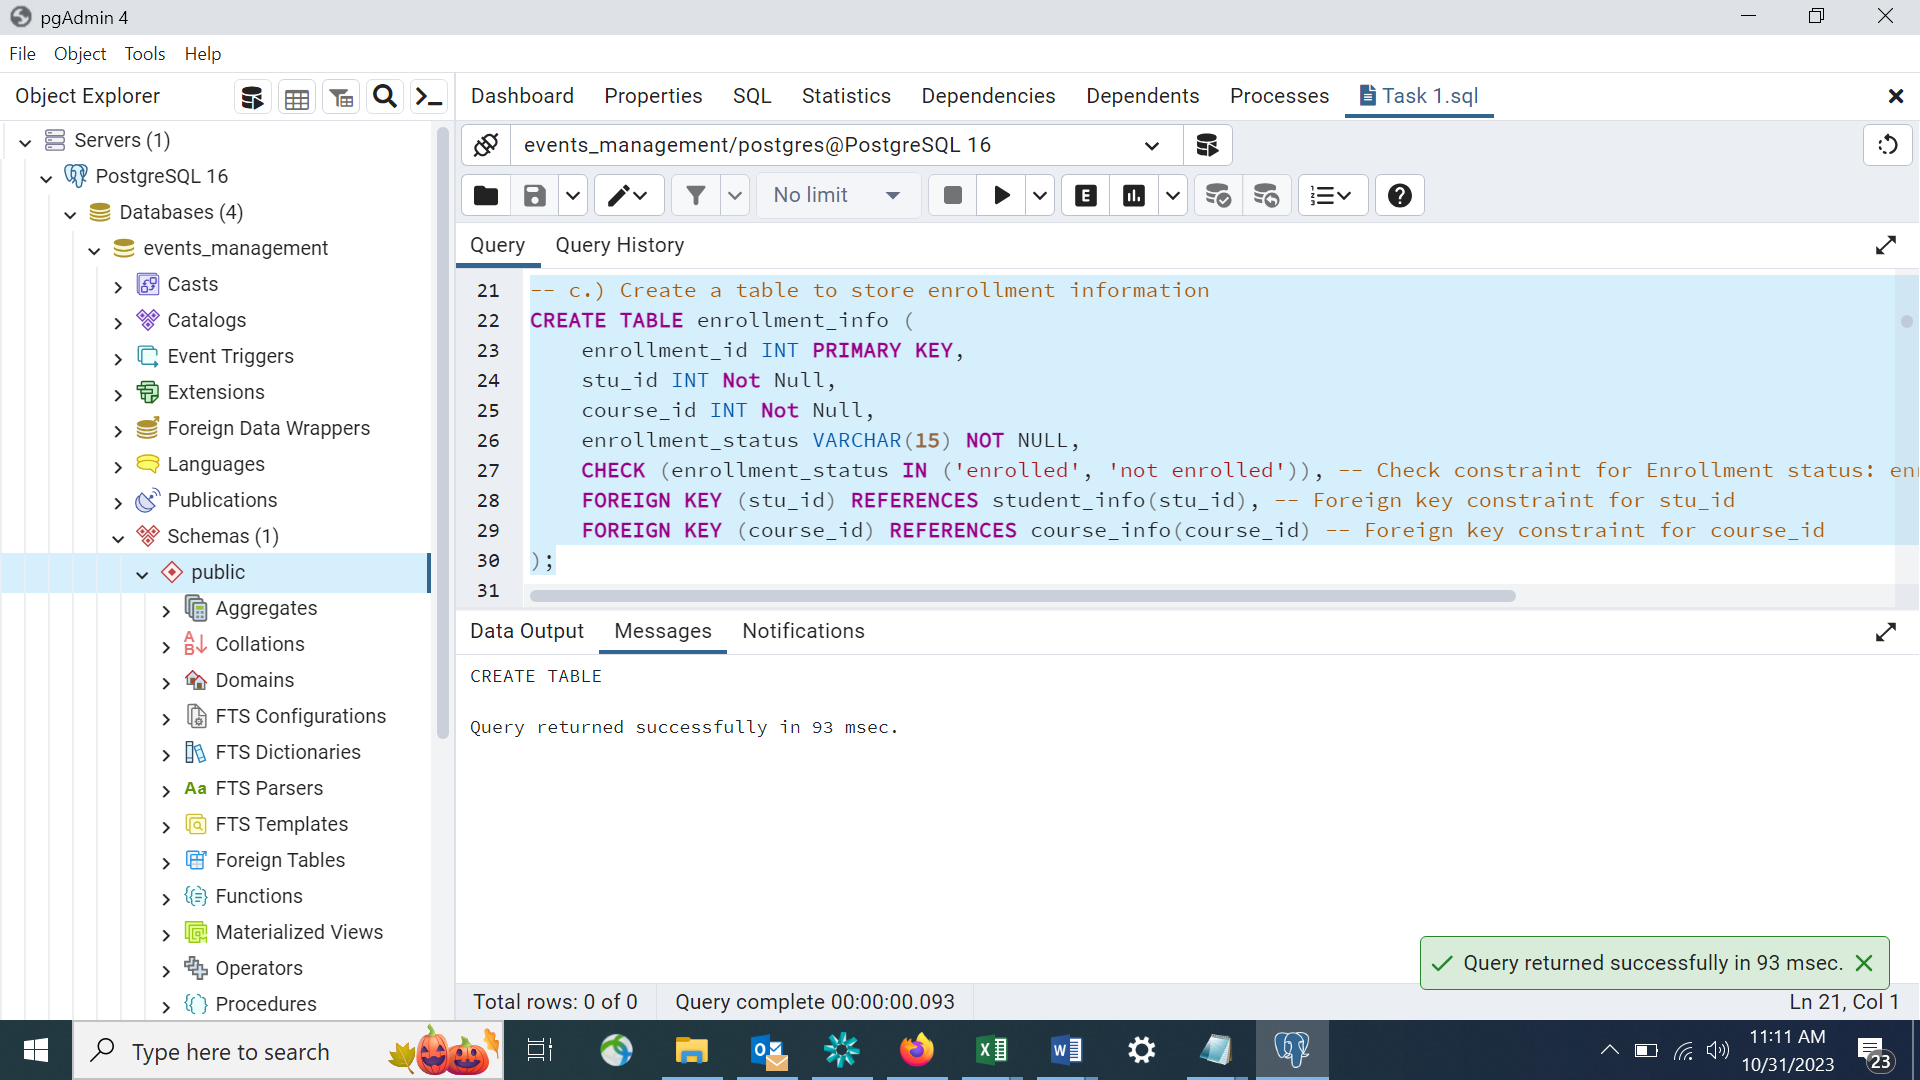 pgAdmin 4
File Object Tools Help
Object Explorer
Dashboard Properties SQL Statistics Dependencies Dependents Processes Task 1.sql
Servers (1)
PostgreSQL 16
Databases (4)
events_management
Casts
Catalogs
Event Triggers
Extensions
Foreign Data Wrappers
Languages
Publications
Schemas (1)
public
Aggregates
Collations
Domains
FTS Configurations
FTS Dictionaries
Aa FTS Parsers
FTS Templates
Foreign Tables
Functions
Materialized Views
Operators
Procedures
events_management/postgres@PostgreSQL 16
No limit
E
Query Query History
21 -- c.) Create a table to store enrollment information
22 CREATE TABLE enrollment_info (
23 enrollment_id INT PRIMARY KEY,
24 stu_id INT Not Null,
25 course_id INT Not Null,
26 enrollment_status VARCHAR(15) NOT NULL,
27 CHECK (enrollment_status IN ('enrolled', 'not enrolled')), -- Check constraint for Enrollment status:
28 FOREIGN KEY (stu_id) REFERENCES student_info(stu_id), -- Foreign key constraint for stu_id
29 FOREIGN KEY (course_id) REFERENCES course_info(course_id) -- Foreign key constraint for course_id
30 );
31
Data Output Messages Notifications
CREATE TABLE
Query returned successfully in 93 msec.
Query returned successfully in 93 msec.
Total rows: 0 of 0 Query complete 00:00:00.093 Ln 21, Col 1
Type here to search
11:11 AM
10/31/2023
23